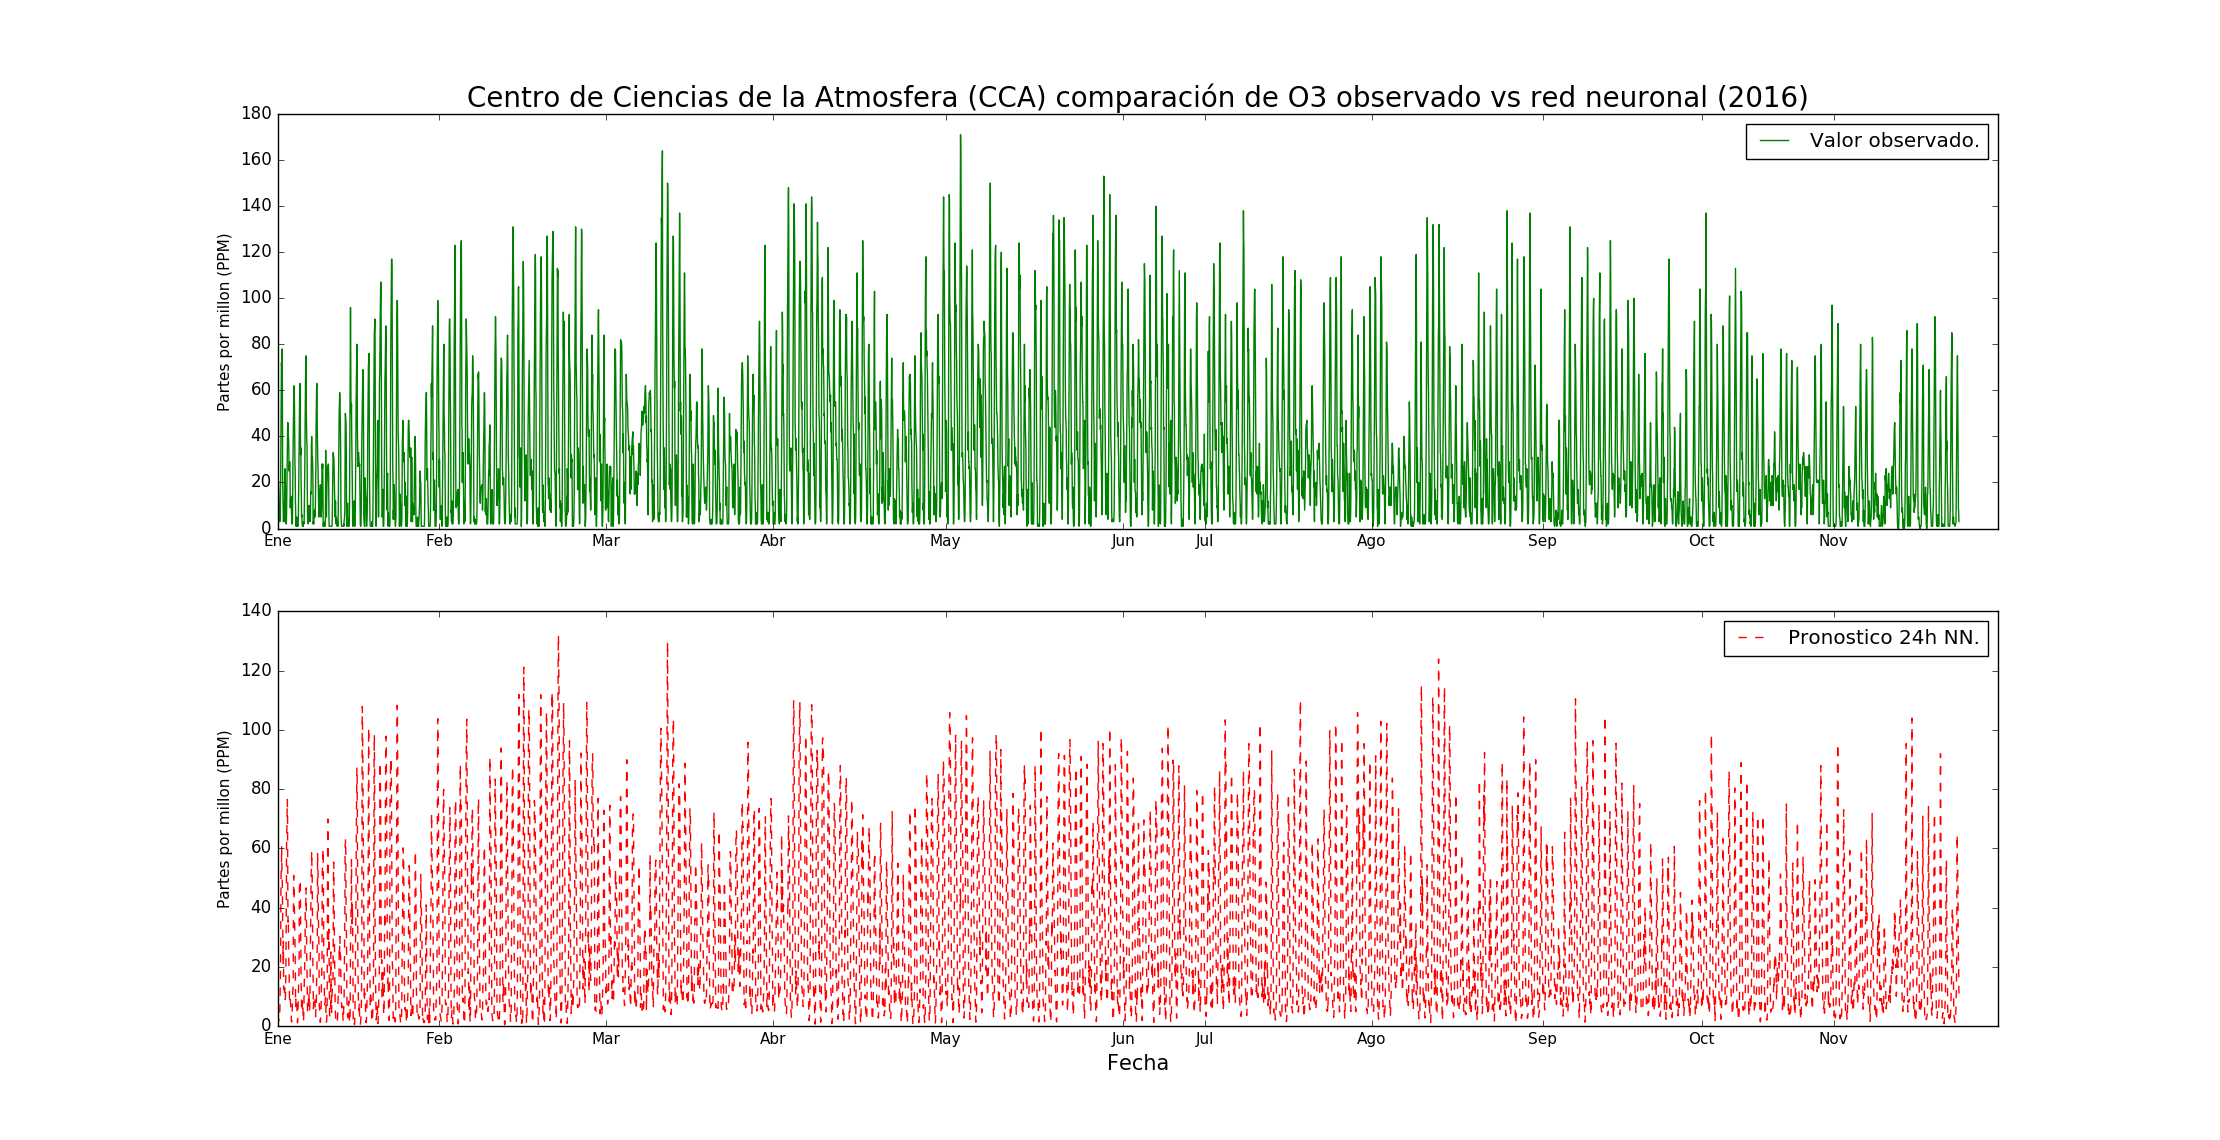 Centro de Ciencias de la Atmosfera (CCA) comparación de O3 observado vs red neuronal (2016)
180
160
140
120
100
80
60
40
20
0
Partes por millon (PPM)
Valor observado.
Ene Feb Mar Abr May Jun Jul Ago Sep Oct Nov
140
120
100
80
60
40
20
0
Partes por millon (PPM)
Pronostico 24h NN.
Ene Feb Mar Abr May Jun Jul Ago Sep Oct Nov
Fecha